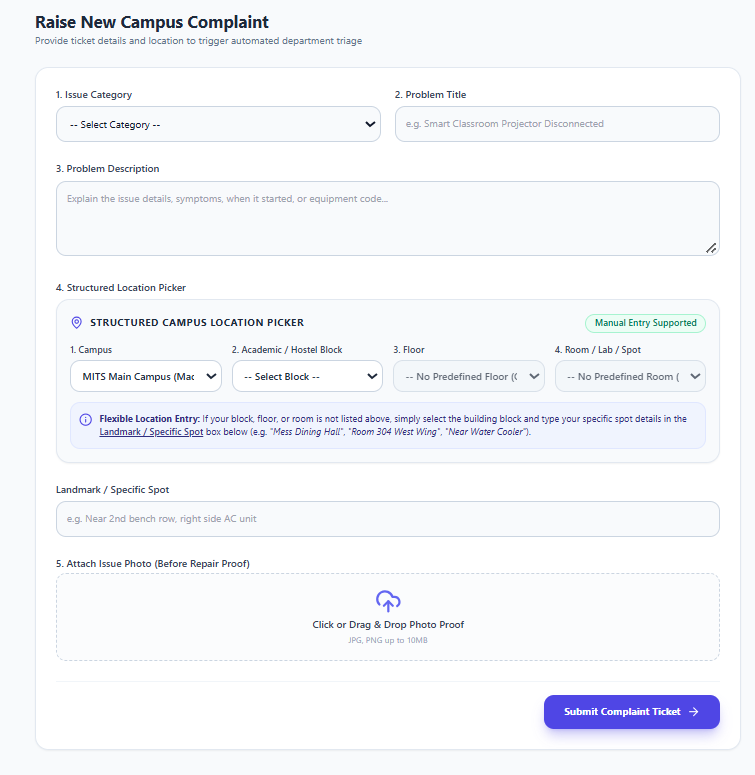 Raise New Campus Complaint
Provide ticket details and location to trigger automated department triage
1. Issue Category
2. Problem Title
-- Select Category --
e.g. Smart Classroom Projector Disconnected
3. Problem Description
Explain the issue details, symptoms, when it started, or equipment code...
4. Structured Location Picker
STRUCTURED CAMPUS LOCATION PICKER
Manual Entry Supported
1. Campus
2. Academic / Hostel Block
3. Floor
4. Room / Lab / Spot
MITS Main Campus (Mac
-- Select Block --
-- No Predefined Floor (
-- No Predefined Room (
Flexible Location Entry: If your block, floor, or room is not listed above, simply select the building block and type your specific spot details in the
Landmark / Specific Spot box below (e.g. "Mess Dining Hall", "Room 304 West Wing", "Near Water Cooler").
Landmark / Specific Spot
e.g. Near 2nd bench row, right side AC unit
5. Attach Issue Photo (Before Repair Proof)
Click or Drag & Drop Photo Proof
JPG, PNG up to 10MB
Submit Complaint Ticket →